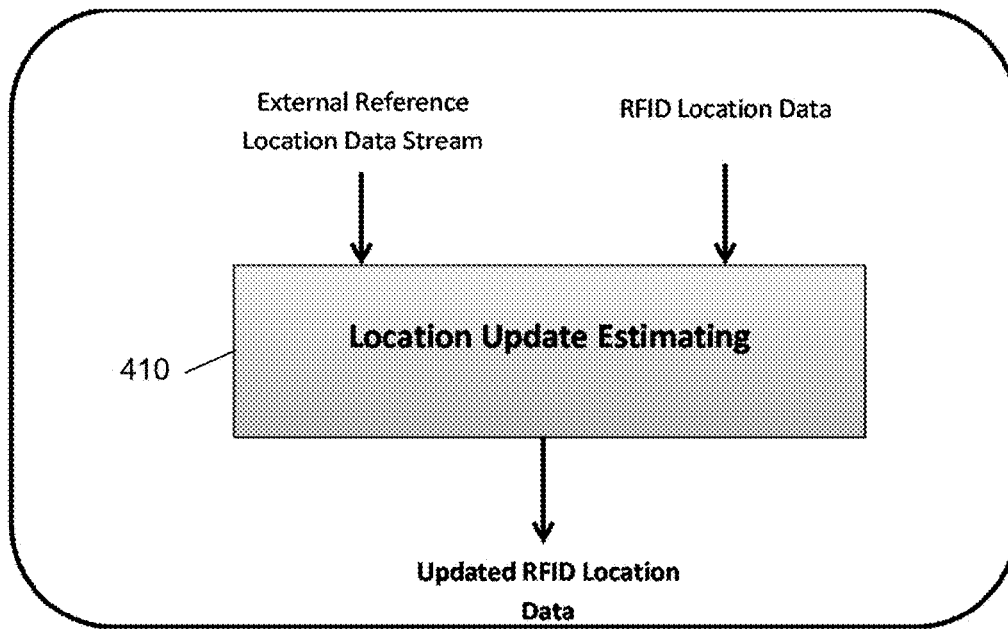 External Reference
Location Data Stream
RFID Location Data
Location Update Estimating
410
Updated RFID Location
Data